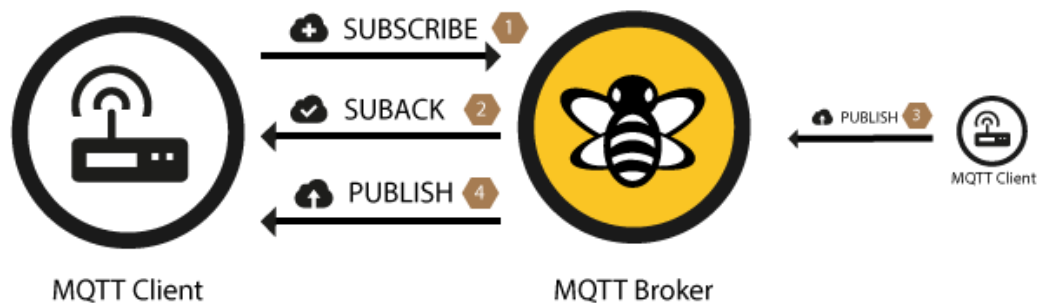 SUBSCRIBE 1
SUBACK 2
PUBLISH 3
PUBLISH 4
MQTT Client
MQTT Client
MQTT Broker